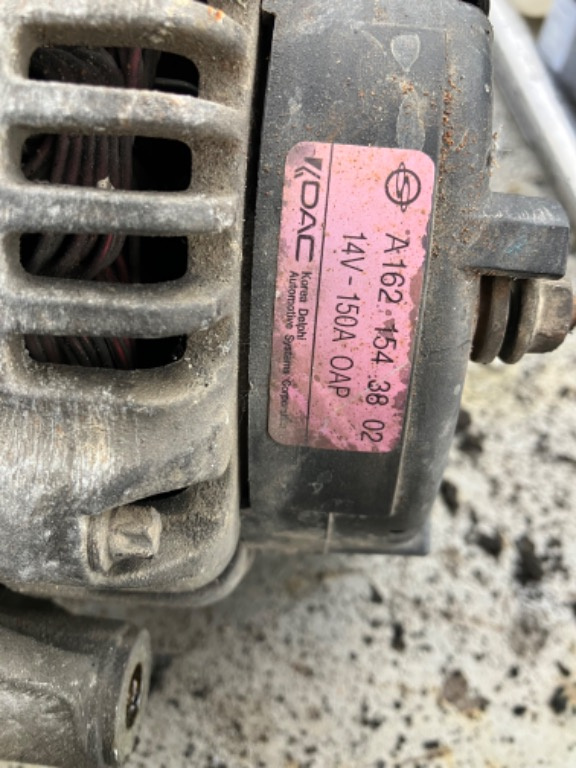 A162 154 38 02
14V-150A OAP
KDAC
Korea Delphi
Automotive Systems Corporation